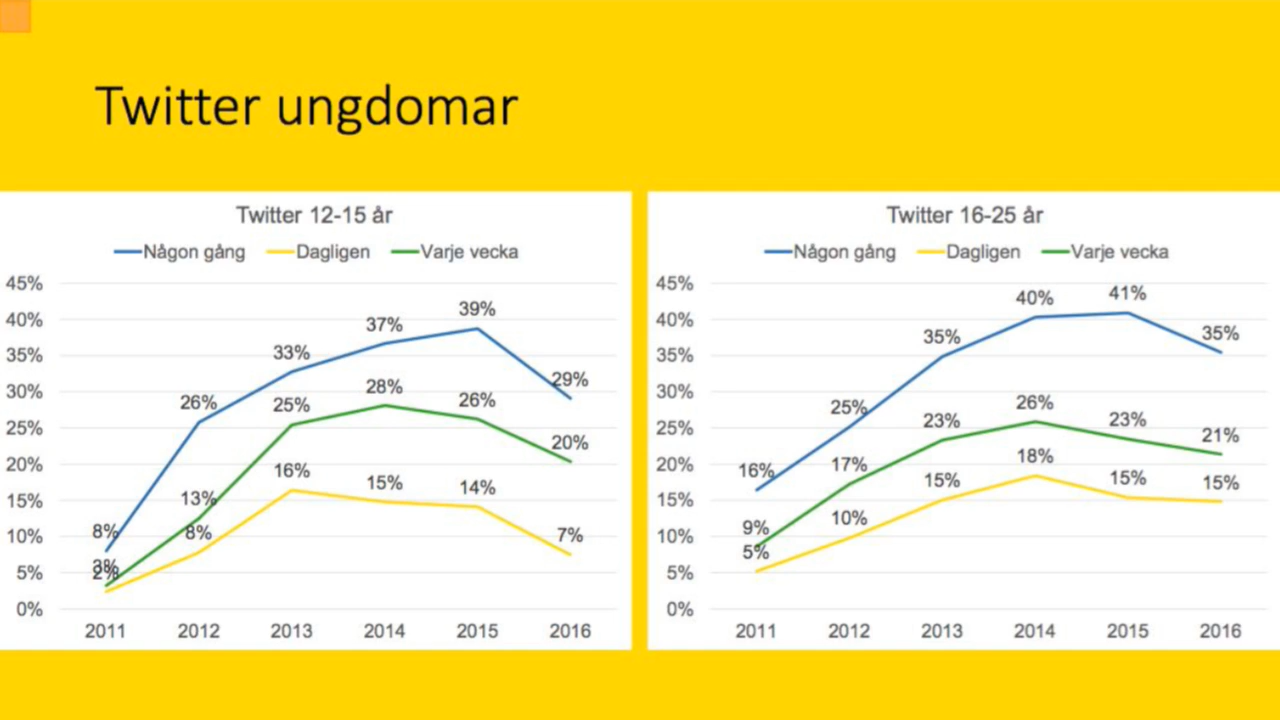 Twitter ungdomar
Twitter 12-15 år
Någon gång Dagligen Varje vecka
45%
40%
35%
30%
25%
20%
15%
10%
5%
0%
8% 26% 33% 37% 39% 29%
3% 13% 25% 28% 26% 20%
2% 8% 16% 15% 14% 7%
2011 2012 2013 2014 2015 2016
Twitter 16-25 år
Någon gång Dagligen Varje vecka
45%
40%
35%
30%
25%
20%
15%
10%
5%
0%
16% 25% 35% 40% 41% 35%
9% 17% 23% 26% 23% 21%
5% 10% 15% 18% 15% 15%
2011 2012 2013 2014 2015 2016